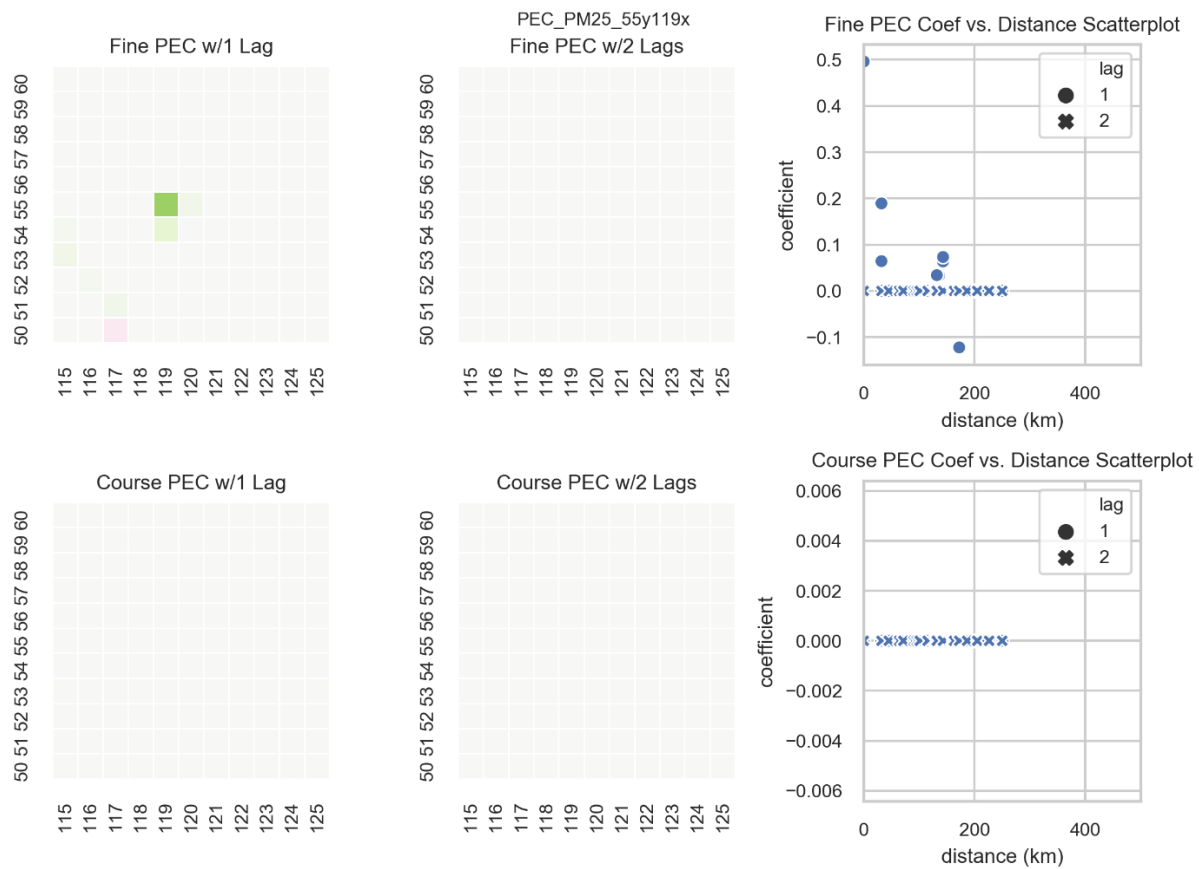 PEC_PM25_55y119x
Fine PEC w/1 Lag
50 51 52 53 54 55 56 57 58 59 60
115 116 117 118 119 120 121 122 123 124 125
Fine PEC w/2 Lags
50 51 52 53 54 55 56 57 58 59 60
115 116 117 118 119 120 121 122 123 124 125
Fine PEC Coef vs. Distance Scatterplot
coefficient
0.5
0.4
0.3
0.2
0.1
0.0
−0.1
lag
1
2
0 200 400
distance (km)
Course PEC w/1 Lag
50 51 52 53 54 55 56 57 58 59 60
115 116 117 118 119 120 121 122 123 124 125
Course PEC w/2 Lags
50 51 52 53 54 55 56 57 58 59 60
115 116 117 118 119 120 121 122 123 124 125
Course PEC Coef vs. Distance Scatterplot
coefficient
0.006
0.004
0.002
0.000
−0.002
−0.004
−0.006
lag
1
2
0 200 400
distance (km)